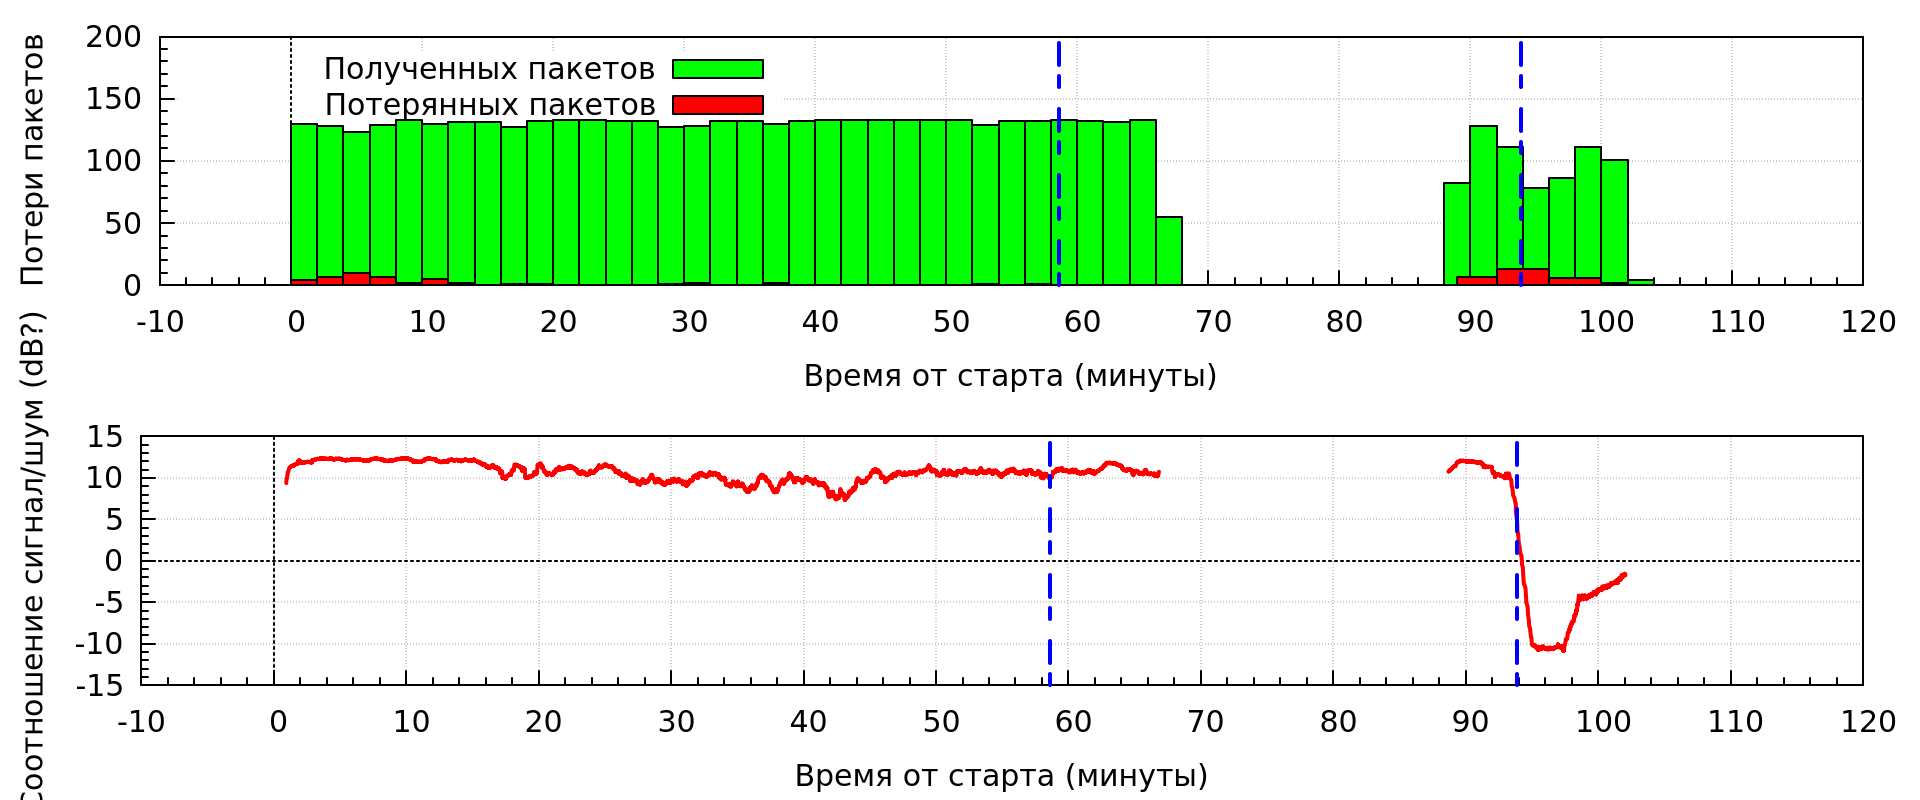 Потери пакетов
200
150
100
50
0
Полученных пакетов
Потерянных пакетов
-10 0 10 20 30 40 50 60 70 80 90 100 110 120
Время от старта (минуты)
Соотношение сигнал/шум (dB?)
15
10
5
0
-5
-10
-15
-10 0 10 20 30 40 50 60 70 80 90 100 110 120
Время от старта (минуты)